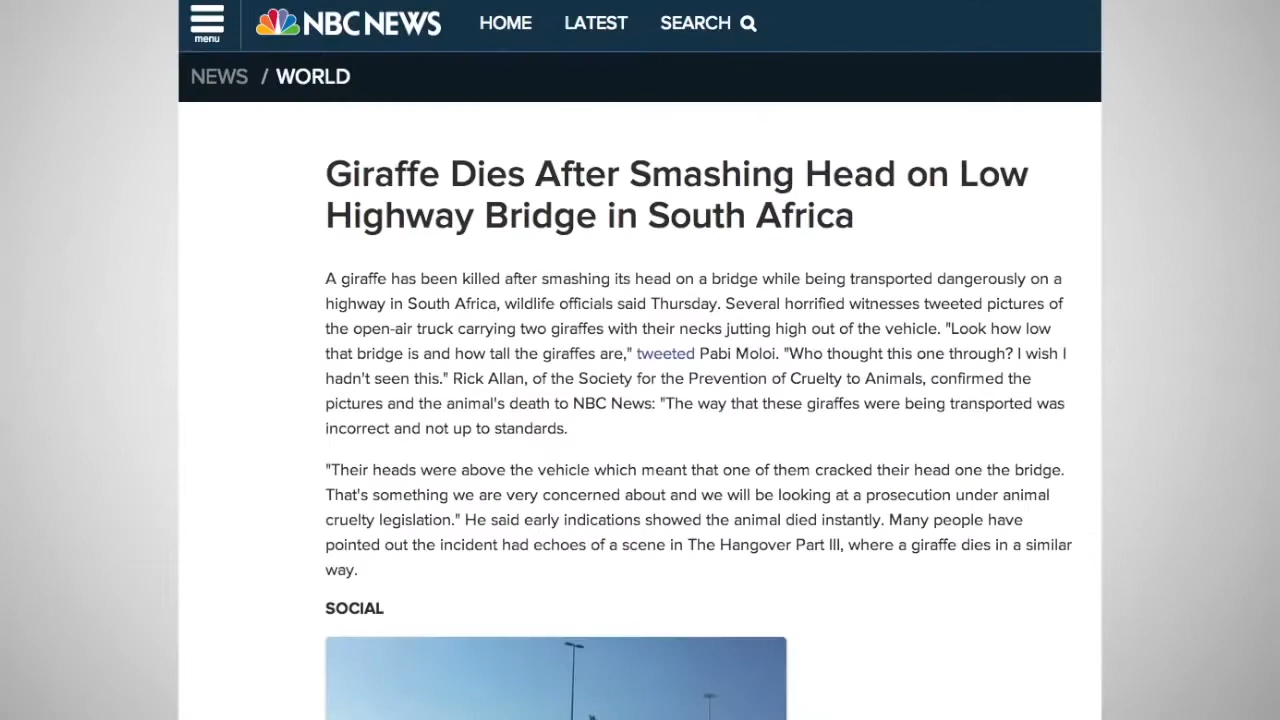 menu
NBC NEWS
HOME
LATEST
SEARCH
NEWS / WORLD
Giraffe Dies After Smashing Head on Low
Highway Bridge in South Africa
A giraffe has been killed after smashing its head on a bridge while being transported dangerously on a
highway in South Africa, wildlife officials said Thursday. Several horrified witnesses tweeted pictures of
the open-air truck carrying two giraffes with their necks jutting high out of the vehicle. "Look how low
that bridge is and how tall the giraffes are," tweeted Pabi Moloi. "Who thought this one through? I wish I
hadn't seen this." Rick Allan, of the Society for the Prevention of Cruelty to Animals, confirmed the
pictures and the animal's death to NBC News: "The way that these giraffes were being transported was
incorrect and not up to standards.
"Their heads were above the vehicle which meant that one of them cracked their head one the bridge.
That's something we are very concerned about and we will be looking at a prosecution under animal
cruelty legislation." He said early indications showed the animal died instantly. Many people have
pointed out the incident had echoes of a scene in The Hangover Part III, where a giraffe dies in a similar
way.
SOCIAL